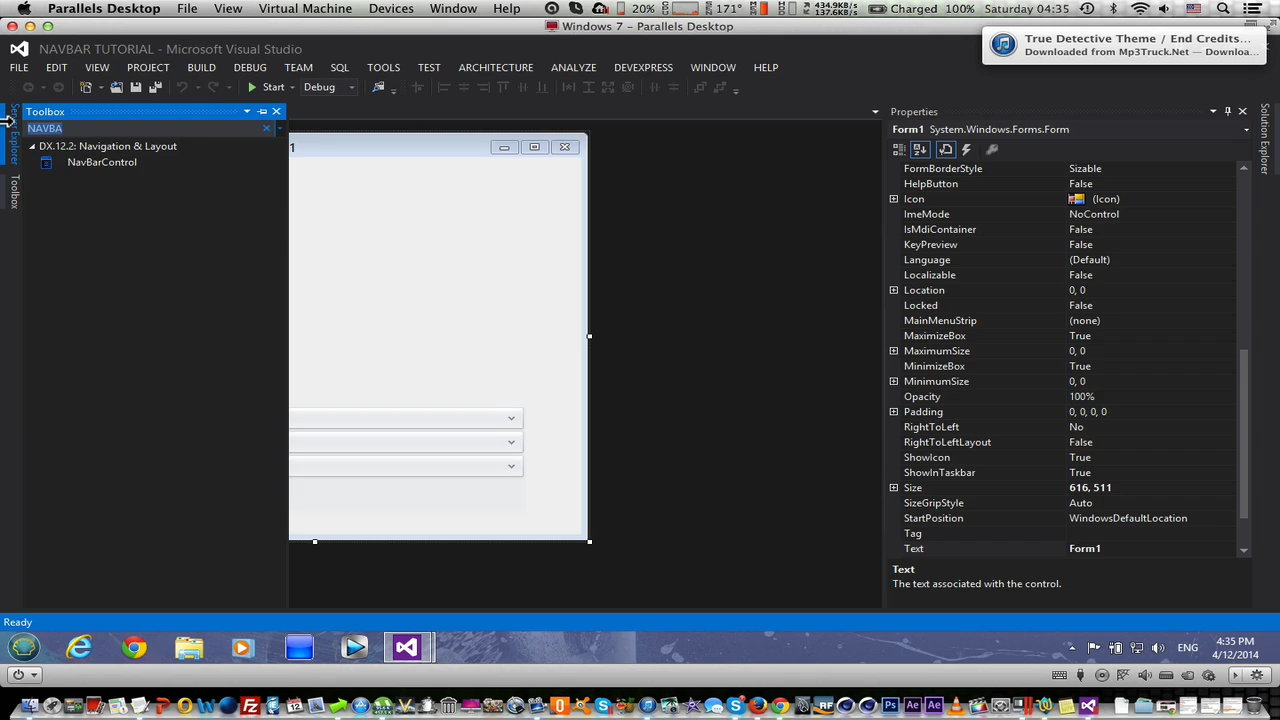 Parallels Desktop File View Virtual Machine Devices Window Help 20% 171° 434.9KB/s 137.6KB/s Charged 100% Saturday 04:35
Windows 7 - Parallels Desktop
True Detective Theme / End Credits...
Downloaded from Mp3Truck.Net — Downloa...
NAVBAR TUTORIAL - Microsoft Visual Studio
FILE EDIT VIEW PROJECT BUILD DEBUG TEAM SQL TOOLS TEST ARCHITECTURE ANALYZE DEVEXPRESS WINDOW HELP
Start Debug
Server Explorer
Toolbox
Toolbox
NAVBA
DX.12.2: Navigation & Layout
NavBarControl
1
Properties
Form1 System.Windows.Forms.Form
FormBorderStyle Sizable
HelpButton False
Icon (Icon)
ImeMode NoControl
IsMdiContainer False
KeyPreview False
Language (Default)
Localizable False
Location 0, 0
Locked False
MainMenuStrip (none)
MaximizeBox True
MaximumSize 0, 0
MinimizeBox True
MinimumSize 0, 0
Opacity 100%
Padding 0, 0, 0, 0
RightToLeft No
RightToLeftLayout False
ShowIcon True
ShowInTaskbar True
Size 616, 511
SizeGripStyle Auto
StartPosition WindowsDefaultLocation
Tag
Text Form1
Text
The text associated with the control.
Solution Explorer
Ready
ENG
4:35 PM
4/12/2014